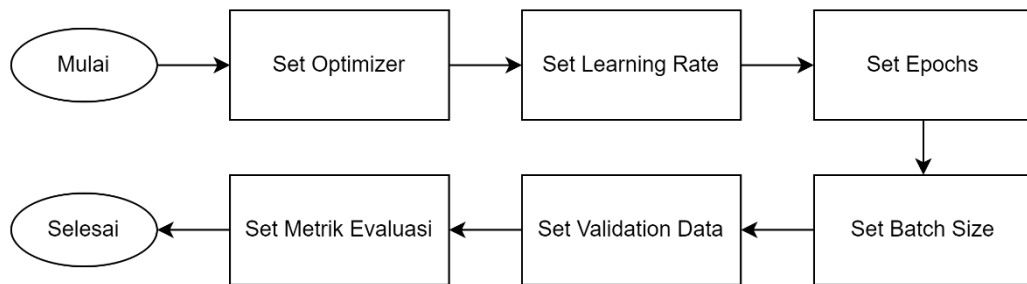 Mulai
Set Optimizer
Set Learning Rate
Set Epochs
Set Batch Size
Set Validation Data
Set Metrik Evaluasi
Selesai